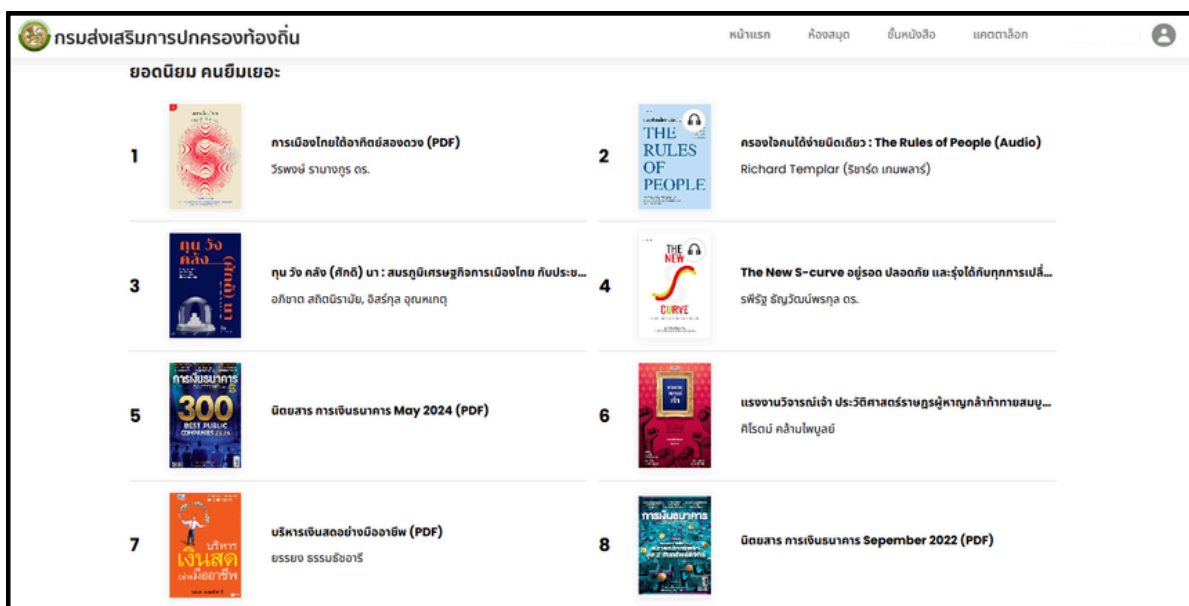 กรมส่งเสริมการปกครองท้องถิ่น
หน้าแรก ห้องสมุด ชั้นหนังสือ แคตตาล็อก
ยอดนิยม คนยืมเยอะ
1
การเมืองไทยใต้อาทิตย์สองดวง (PDF)
วีรพงษ์ รามางกูร ดร.
2
THE
RULES
OF
PEOPLE
ครองใจคนได้ง่ายนิดเดียว : The Rules of People (Audio)
Richard Templar (ริชาร์ด เทมพลาร์)
3
ทุน วัง
คลัง
(ศักดิ) นา
ทุน วัง คลัง (ศักดิ) นา : สมรภูมิเศรษฐกิจการเมืองไทย กับประช...
อภิชาต สถิตนิรามัย, อิสร์กุล อุณหเกตุ
4
THE
NEW
S
CURVE
The New S-curve อยู่รอด ปลอดภัย และรุ่งได้กับทุกการเปลี่...
รพีรัฐ ธัญวัฒน์พรกุล ดร.
5
การเงินธนาคาร
300
BEST PUBLIC
COMPANIES 2024
นิตยสาร การเงินธนาคาร May 2024 (PDF)
6
แรงงานวิจารณ์เจ้า ประวัติศาสตร์ราษฎรผู้หาญกล้าท้าทายสมบู...
ศิโรตม์ คล้ามไพบูลย์
7
บริหาร
เงินสด
อย่างมืออาชีพ
บริหารเงินสดอย่างมืออาชีพ (PDF)
ยรรยง ธรรมธัชอารี
8
การเงินธนาคาร
นิตยสาร การเงินธนาคาร Sepember 2022 (PDF)